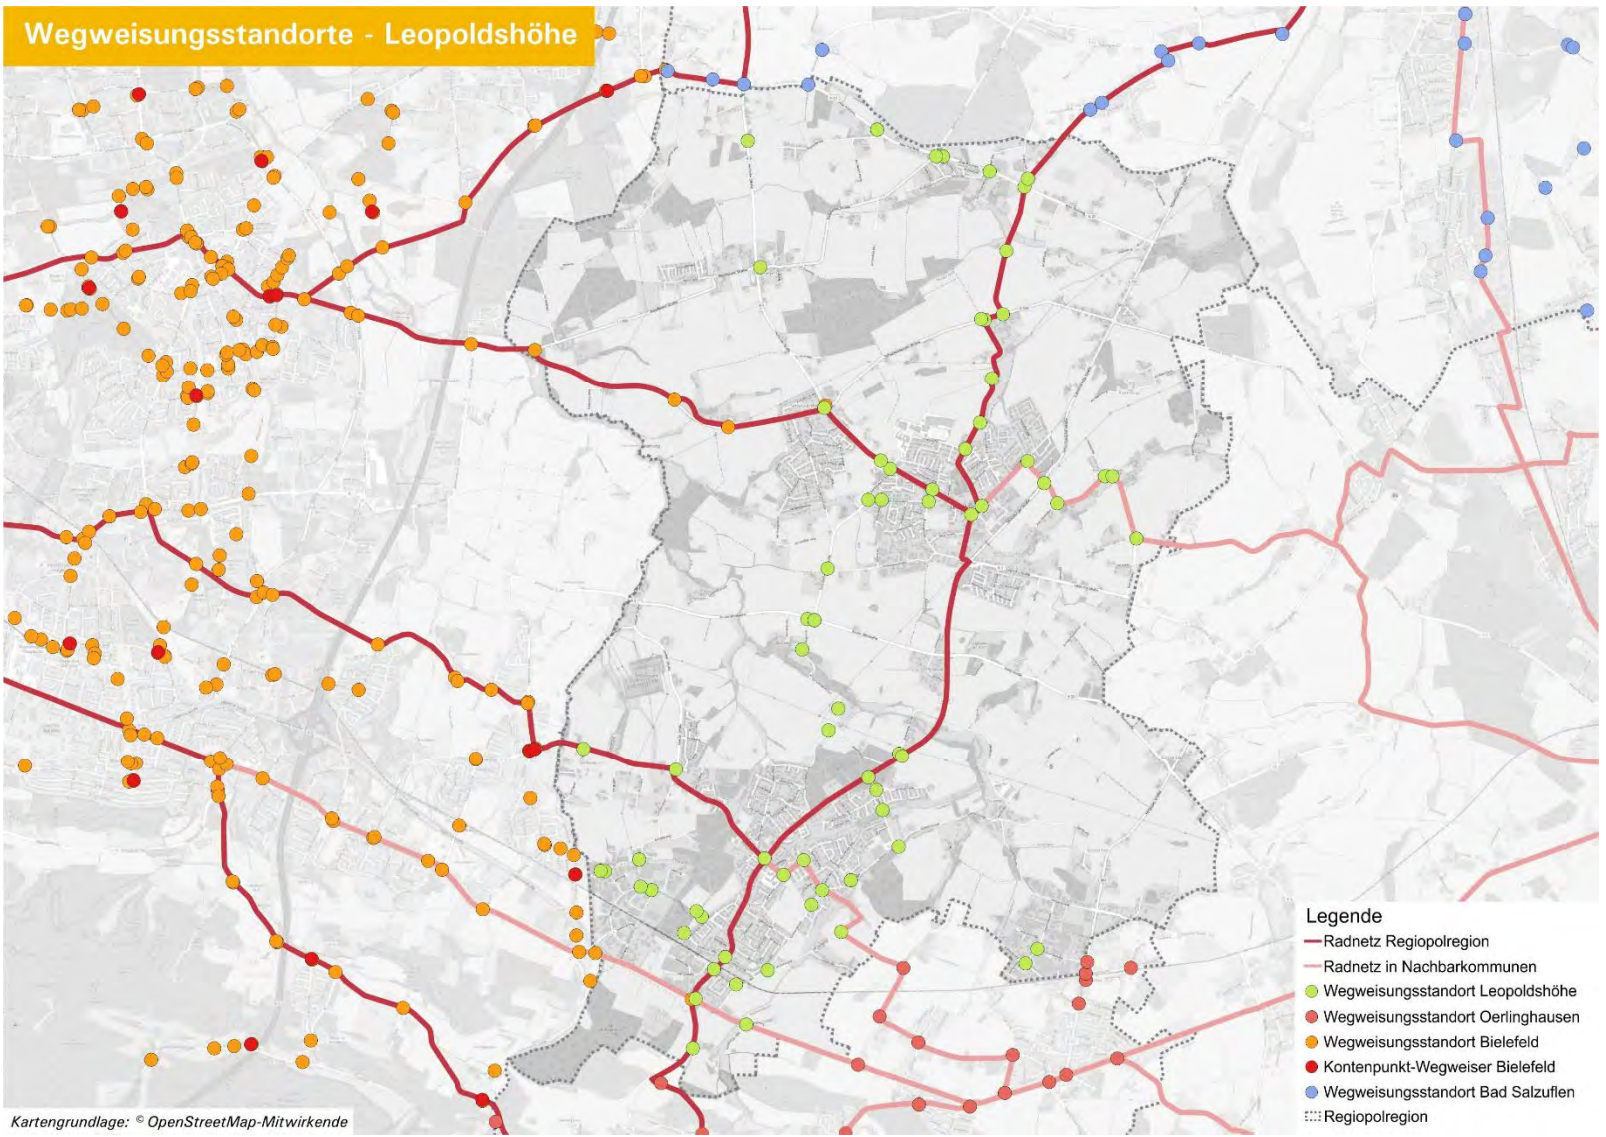 Wegweisungsstandorte - Leopoldshöhe
Legende
Radnetz Regiopolregion
Radnetz in Nachbarkommunen
Wegweisungsstandort Leopoldshöhe
Wegweisungsstandort Oerlinghausen
Wegweisungsstandort Bielefeld
Kontenpunkt-Wegweiser Bielefeld
Wegweisungsstandort Bad Salzuflen
Regiopolregion
Kartengrundlage: © OpenStreetMap-Mitwirkende